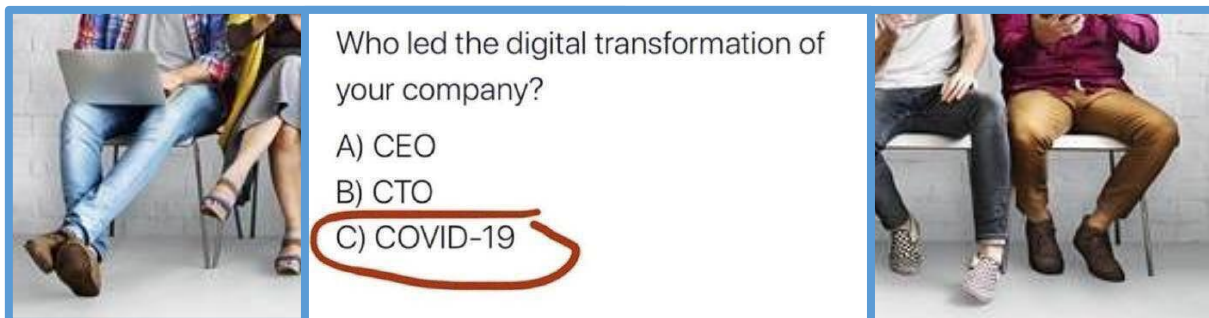 Who led the digital transformation of
your company?
A) CEO
B) CTO
C) COVID-19